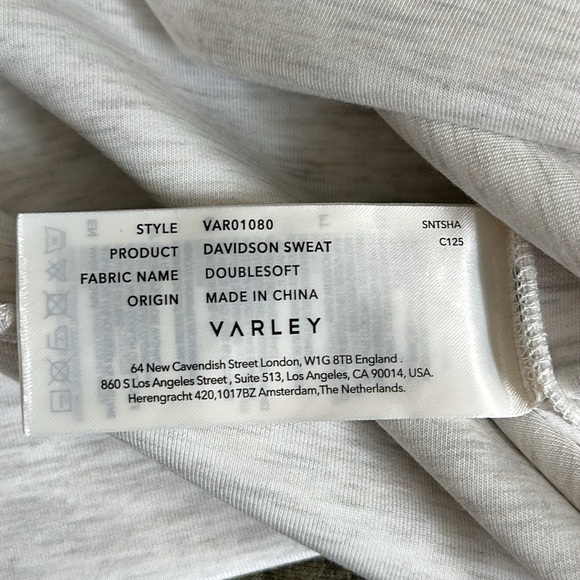 STYLE VAR01080 SNTSHA
PRODUCT DAVIDSON SWEAT C125
FABRIC NAME DOUBLESOFT
ORIGIN MADE IN CHINA
VARLEY
64 New Cavendish Street London, W1G 8TB England .
860 S Los Angeles Street , Suite 513, Los Angeles, CA 90014, USA.
Herengracht 420,1017BZ Amsterdam,The Netherlands.